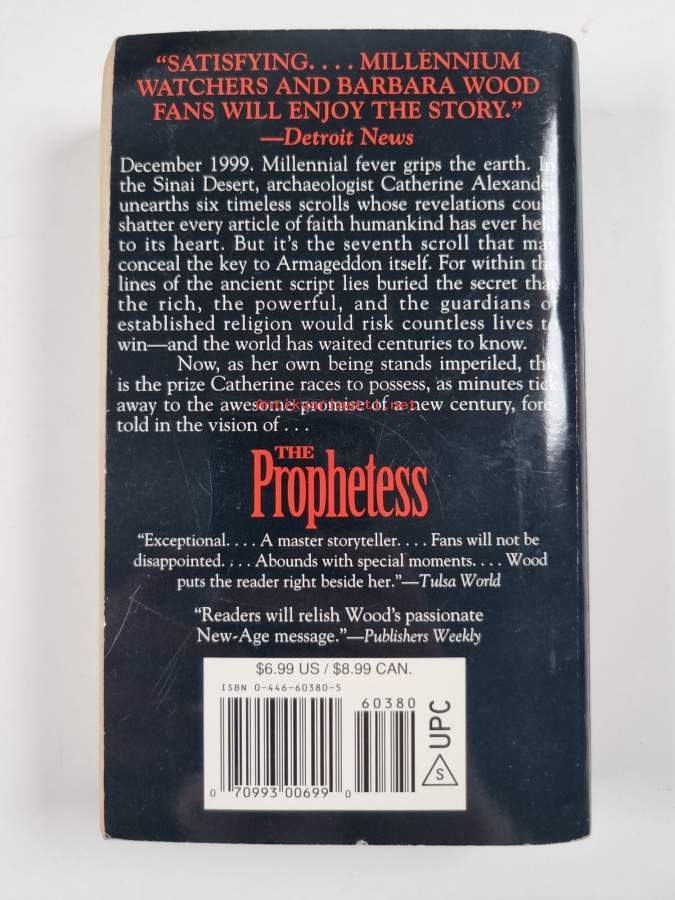 “SATISFYING. . . . MILLENNIUM
WATCHERS AND BARBARA WOOD
FANS WILL ENJOY THE STORY.”
—Detroit News
December 1999. Millennial fever grips the earth. In
the Sinai Desert, archaeologist Catherine Alexander
unearths six timeless scrolls whose revelations could
shatter every article of faith humankind has ever held
to its heart. But it’s the seventh scroll that may
conceal the key to Armageddon itself. For within the
lines of the ancient script lies buried the secret that
the rich, the powerful, and the guardians of
established religion would risk countless lives to
win—and the world has waited centuries to know.
Now, as her own being stands imperiled, this
is the prize Catherine races to possess, as minutes tick
away to the awesome promise of a new century, fore-
told in the vision of . . .
THE
Prophetess
“Exceptional. . . . A master storyteller. . . . Fans will not be
disappointed. . . . Abounds with special moments. . . . Wood
puts the reader right beside her.”—Tulsa World
“Readers will relish Wood’s passionate
New-Age message.”—Publishers Weekly
$6.99 US / $8.99 CAN.
ISBN 0-446-60380-5
60380
0 70993 00699 0
S UPC